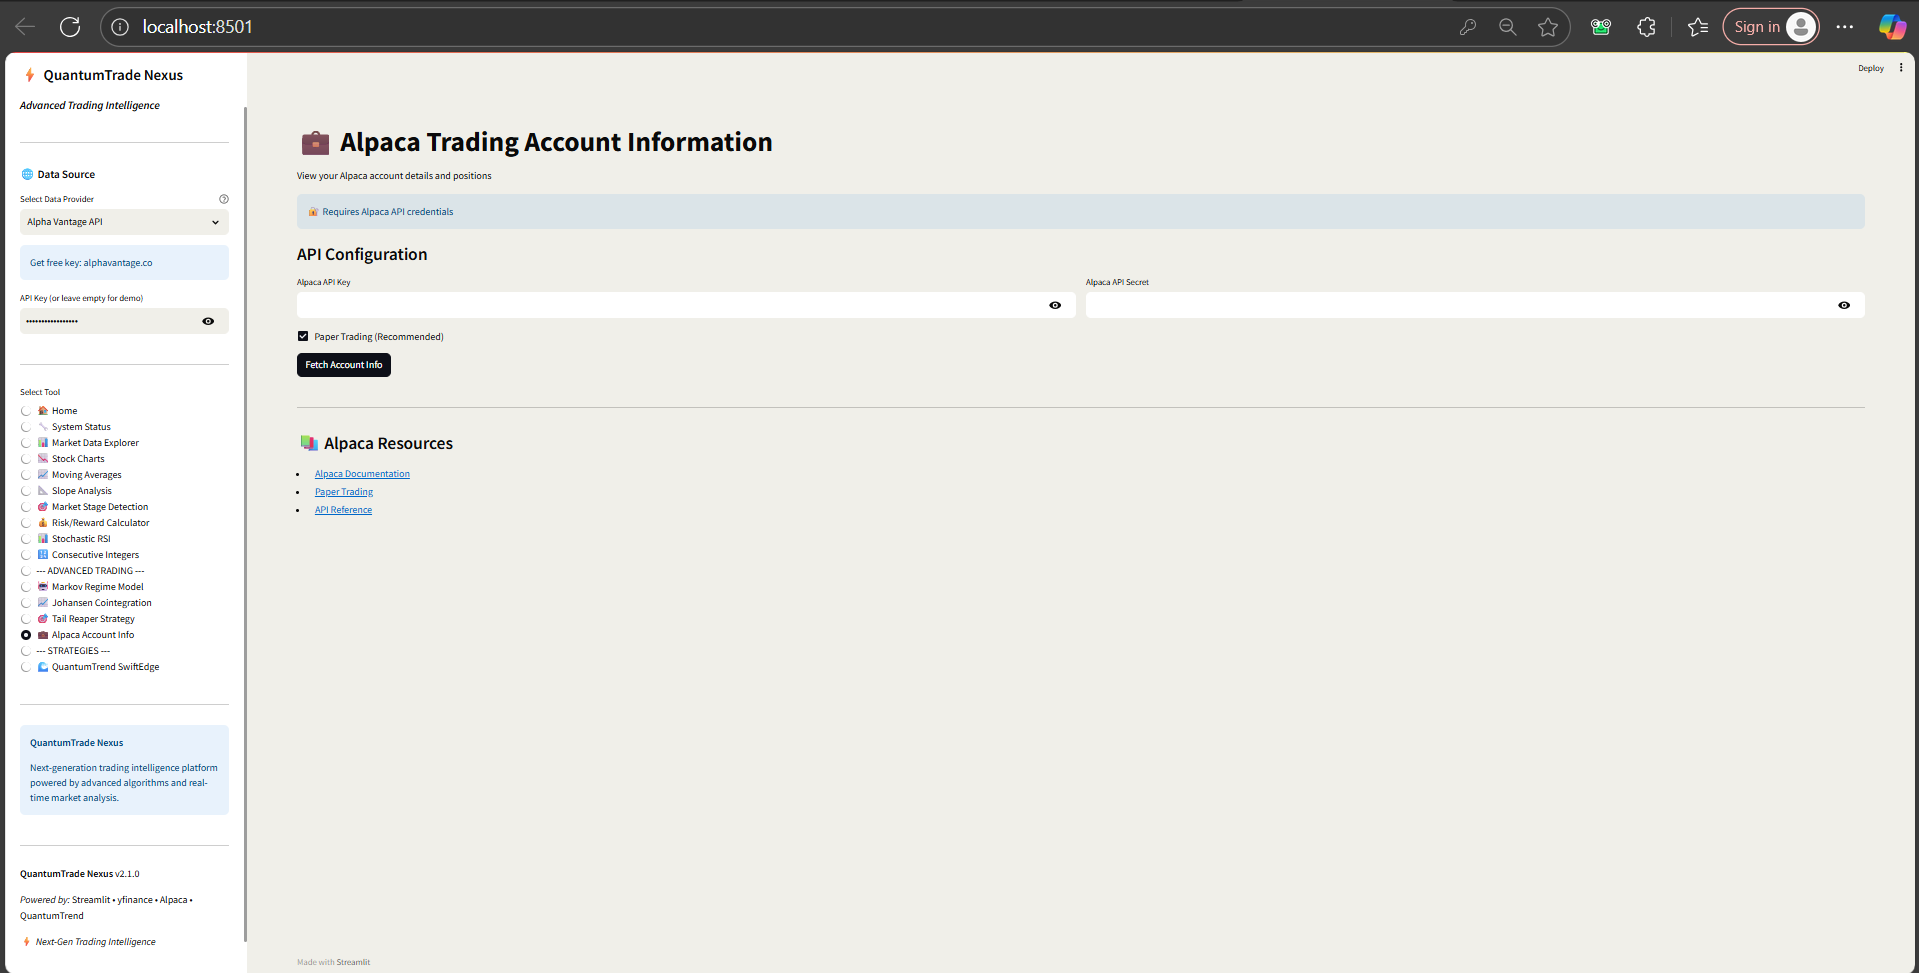 localhost:8501
Sign in
QuantumTrade Nexus
Advanced Trading Intelligence
Data Source
Select Data Provider
Alpha Vantage API
Get free key: alphavantage.co
API Key (or leave empty for demo)
Select Tool
Home
System Status
Market Data Explorer
Stock Charts
Moving Averages
Slope Analysis
Market Stage Detection
Risk/Reward Calculator
Stochastic RSI
Consecutive Integers
--- ADVANCED TRADING ---
Markov Regime Model
Johansen Cointegration
Tail Reaper Strategy
Alpaca Account Info
--- STRATEGIES ---
QuantumTrend SwiftEdge
QuantumTrade Nexus
Next-generation trading intelligence platform
powered by advanced algorithms and real-
time market analysis.
QuantumTrade Nexus v2.1.0
Powered by: Streamlit • yfinance • Alpaca •
QuantumTrend
Next-Gen Trading Intelligence
Deploy
Alpaca Trading Account Information
View your Alpaca account details and positions
Requires Alpaca API credentials
API Configuration
Alpaca API Key
Alpaca API Secret
Paper Trading (Recommended)
Fetch Account Info
Alpaca Resources
Alpaca Documentation
Paper Trading
API Reference
Made with Streamlit